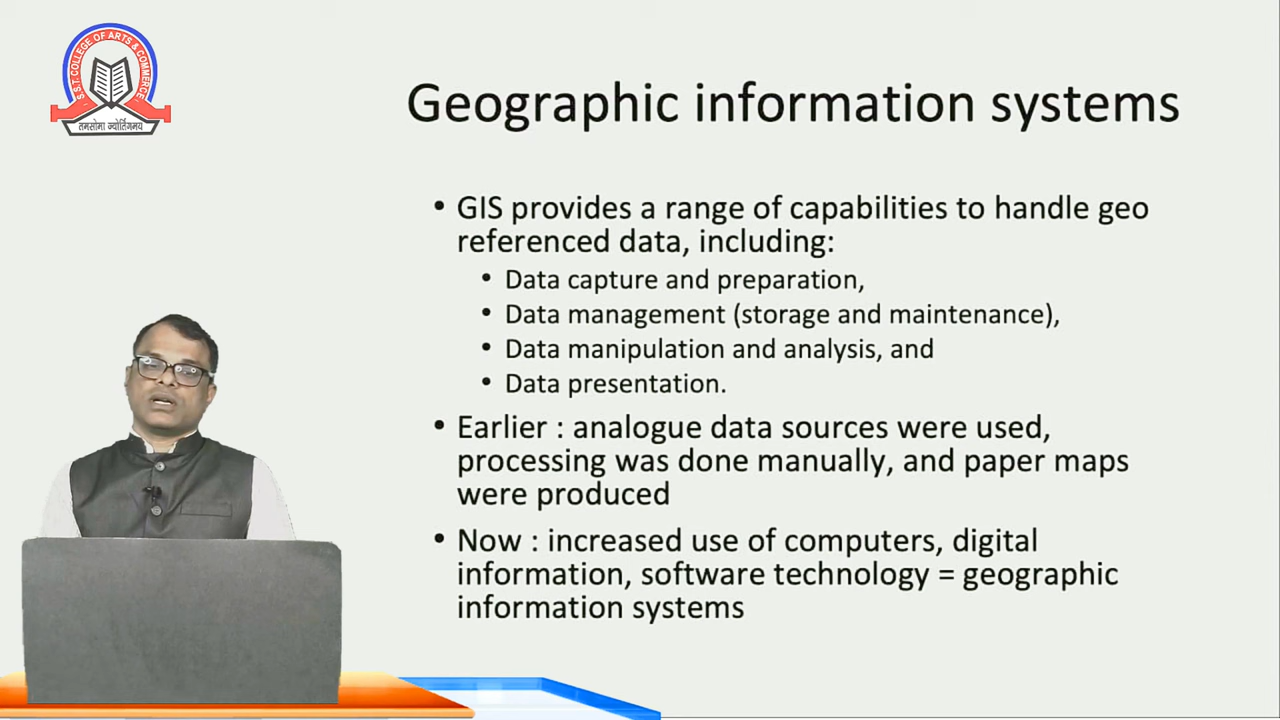 S.S.T. COLLEGE OF ARTS & COMMERCE
तमसोमा ज्योर्तिगमय
Geographic information systems
• GIS provides a range of capabilities to handle geo
referenced data, including:
• Data capture and preparation,
• Data management (storage and maintenance),
• Data manipulation and analysis, and
• Data presentation.
• Earlier : analogue data sources were used,
processing was done manually, and paper maps
were produced
• Now : increased use of computers, digital
information, software technology = geographic
information systems